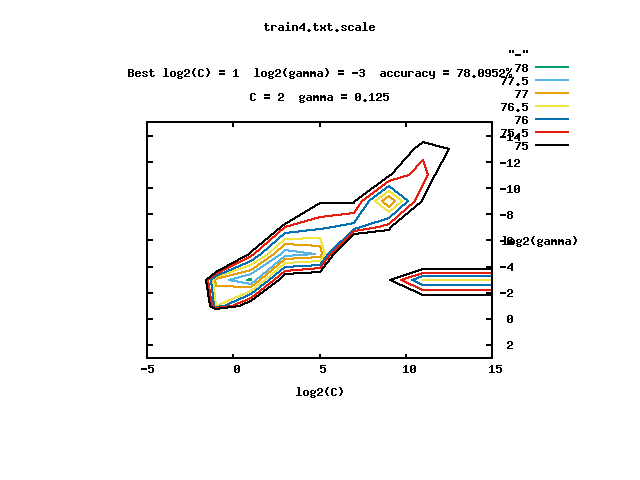 train4.txt.scale
"-"
Best log2(C) = 1 log2(gamma) = -3 accuracy = 78.0952%
78
77.5
77
76.5
76
75.5
75
C = 2 gamma = 0.125
-14
-12
-10
-8
-6
log2(gamma)
-4
-2
0
2
-5 0 5 10 15
log2(C)